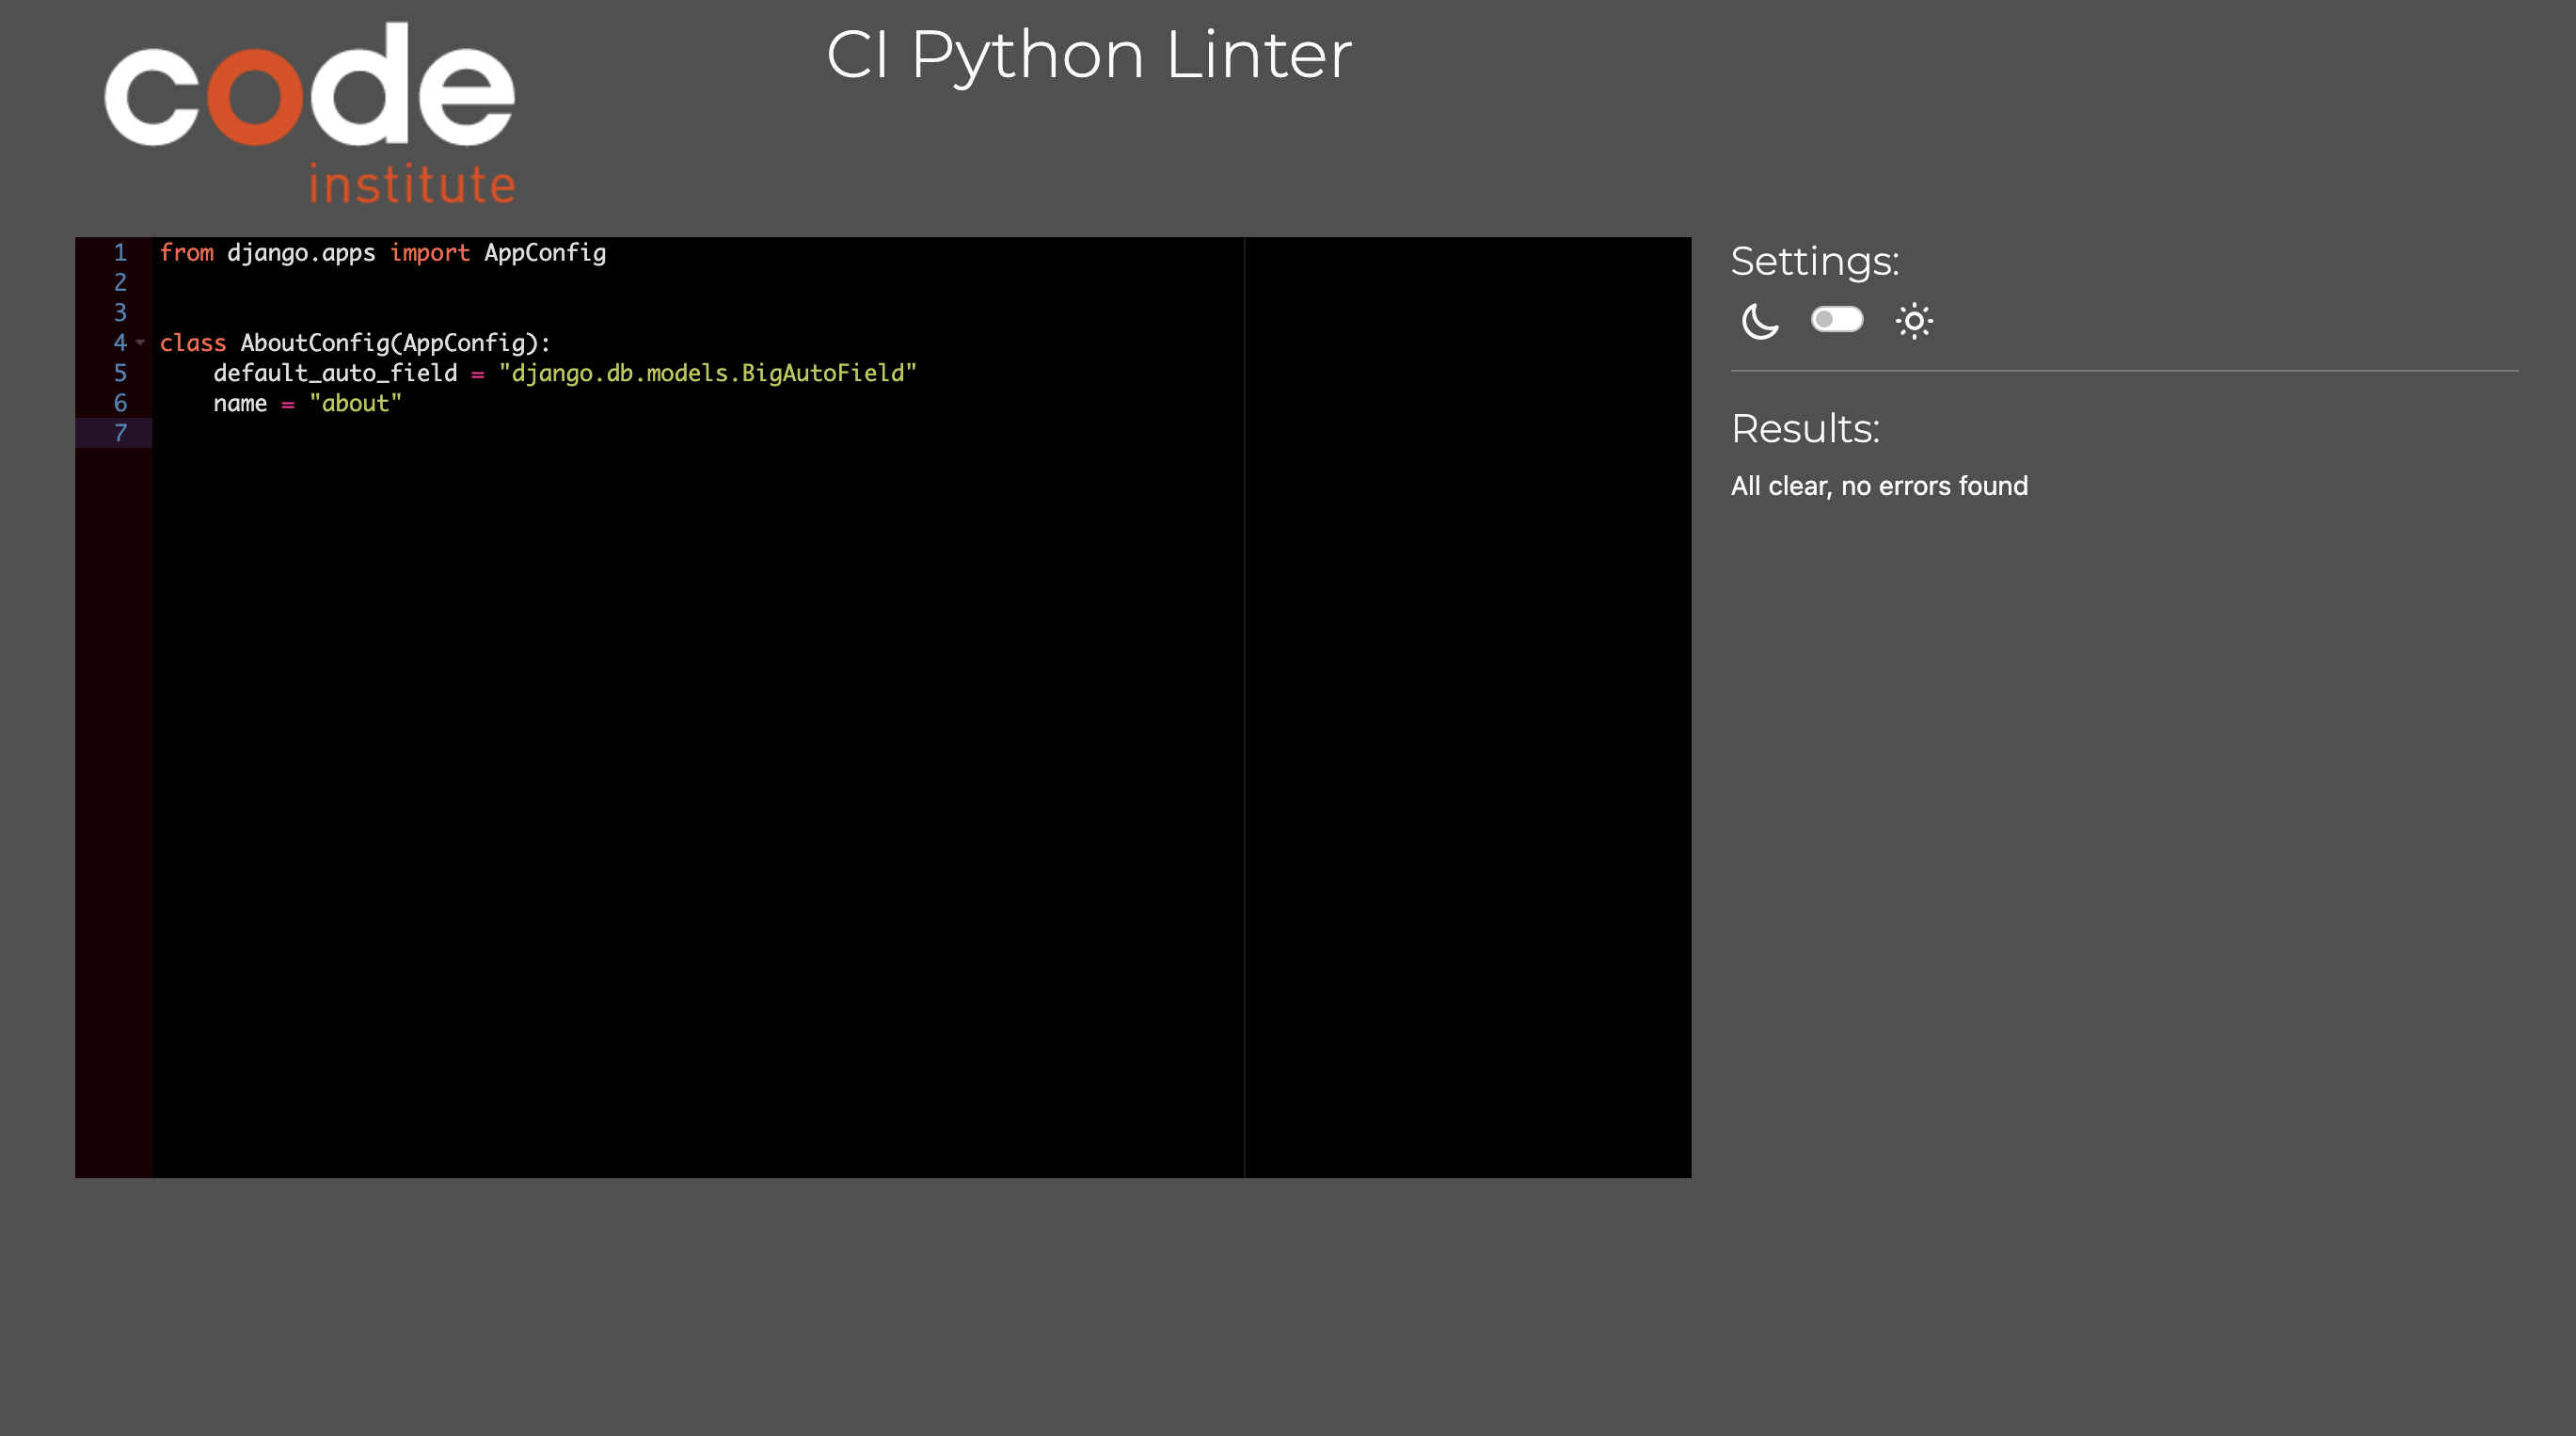 code
institute
CI Python Linter
1 from django.apps import AppConfig
2
3
4 class AboutConfig(AppConfig):
5     default_auto_field = "django.db.models.BigAutoField"
6     name = "about"
7
Settings:
Results:
All clear, no errors found